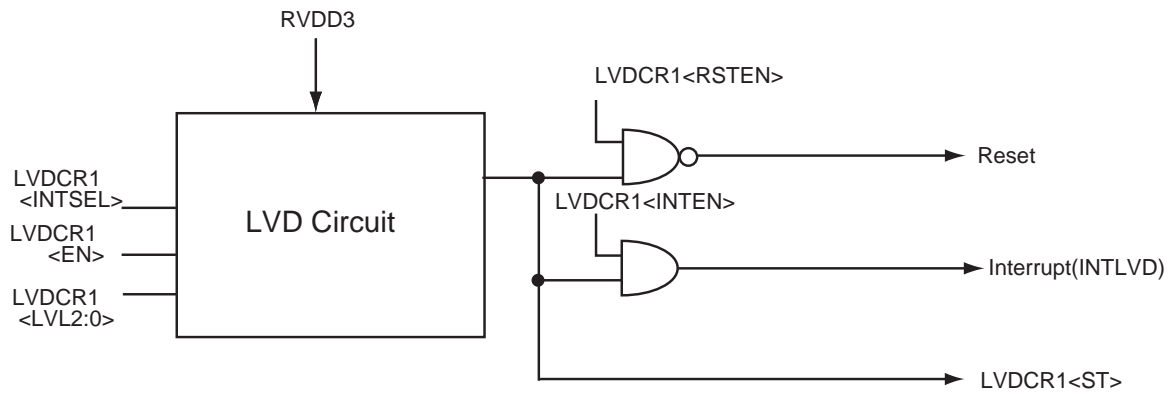 RVDD3
LVDCR1<RSTEN>
Reset
LVDCR1
<INTSEL>
LVDCR1<INTEN>
LVD Circuit
LVDCR1
<EN>
Interrupt(INTLVD)
LVDCR1
<LVL2:0>
LVDCR1<ST>